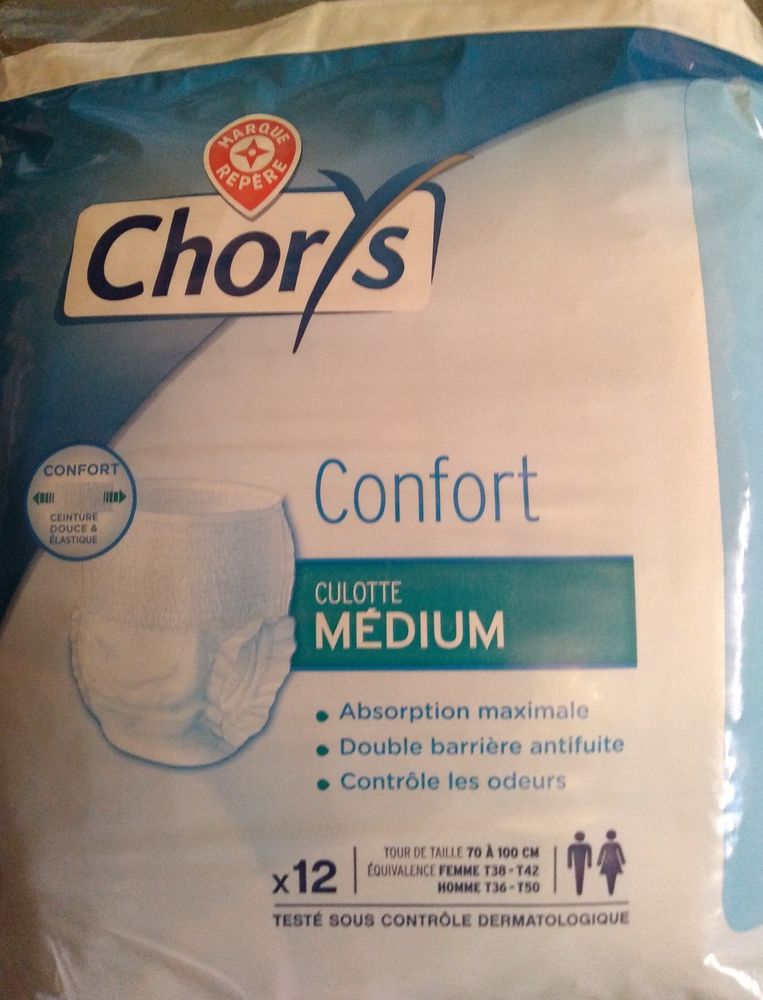 MARQUE
REPÈRE
Chorys
CONFORT
CEINTURE
DOUCE &
ÉLASTIQUE
Confort
CULOTTE
MÉDIUM
• Absorption maximale
• Double barrière antifuite
• Contrôle les odeurs
x12
TOUR DE TAILLE 70 À 100 CM
ÉQUIVALENCE FEMME T38-T42
HOMME T36-T50
TESTÉ SOUS CONTRÔLE DERMATOLOGIQUE